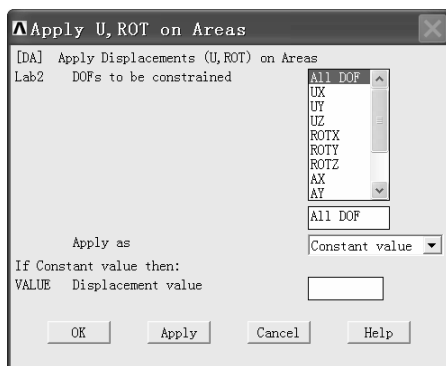 Apply U,ROT on Areas
[DA] Apply Displacements (U,ROT) on Areas
Lab2 DOFs to be constrained
All DOF
UX
UY
UZ
ROTX
ROTY
ROTZ
AX
AY
All DOF
Apply as Constant value
If Constant value then:
VALUE Displacement value
OK Apply Cancel Help